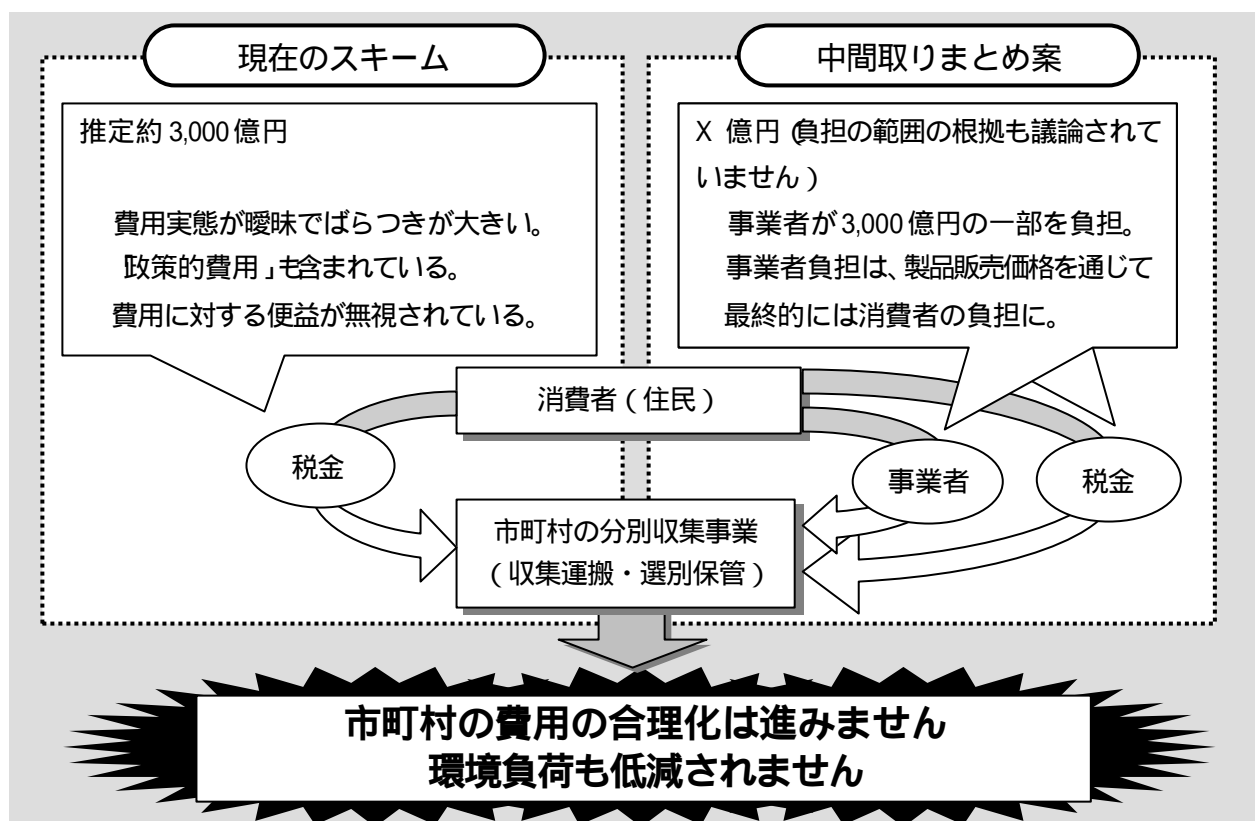 現在のスキーム
推定約 3,000 億円
費用実態が曖昧でばらつきが大きい。
「政策的費用」も含まれている。
費用に対する便益が無視されている。
中間取りまとめ案
X 億円(負担の範囲の根拠も議論されて
いません)
事業者が 3,000 億円の一部を負担。
事業者負担は、製品販売価格を通じて
最終的には消費者の負担に。
消費者(住民)
税金
事業者
税金
市町村の分別収集事業
(収集運搬・選別保管)
市町村の費用の合理化は進みません
環境負荷も低減されません